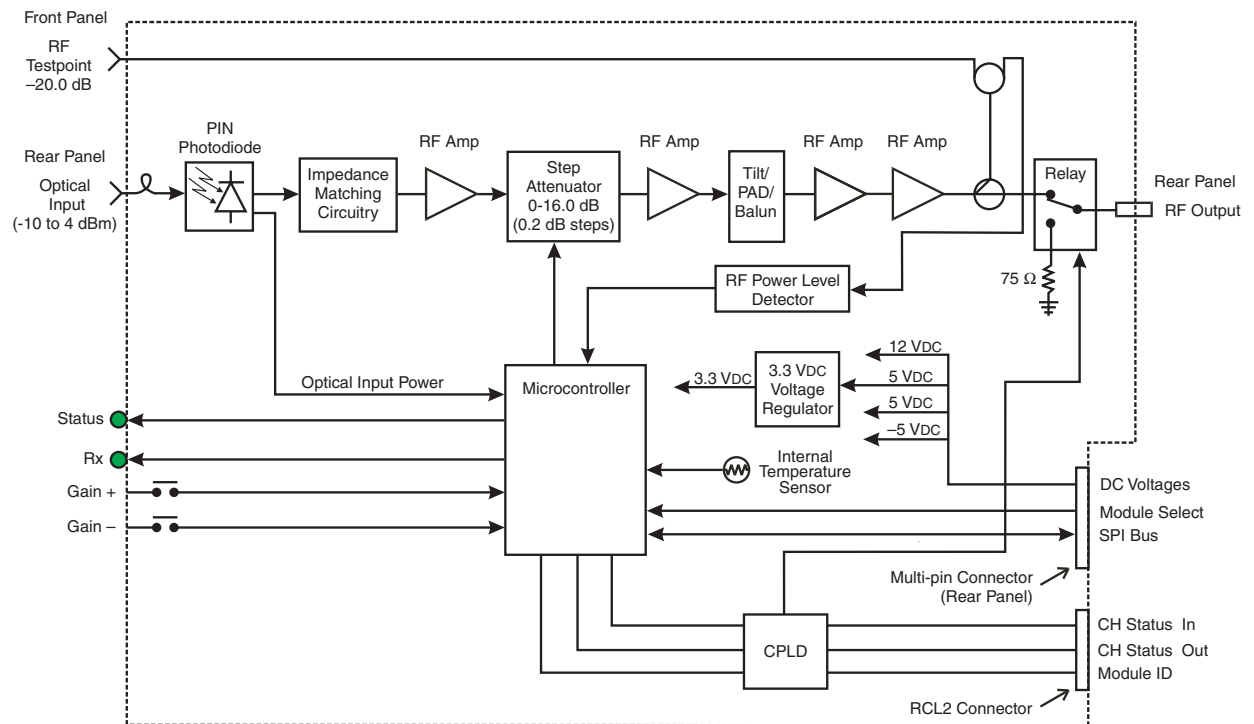 Front Panel
RF
Testpoint
–20.0 dB
Rear Panel
Optical
Input
(-10 to 4 dBm)
PIN
Photodiode
Impedance
Matching
Circuitry
RF Amp
Step
Attenuator
0-16.0 dB
(0.2 dB steps)
RF Amp
Tilt/
PAD/
Balun
RF Amp
RF Amp
Relay
Rear Panel
RF Output
75 Ω
RF Power Level
Detector
Optical Input Power
Microcontroller
3.3 VDC
3.3 VDC
Voltage
Regulator
12 VDC
5 VDC
5 VDC
–5 VDC
Status
Rx
Gain +
Gain –
Internal
Temperature
Sensor
DC Voltages
Module Select
SPI Bus
Multi-pin Connector
(Rear Panel)
CPLD
CH Status In
CH Status Out
Module ID
RCL2 Connector